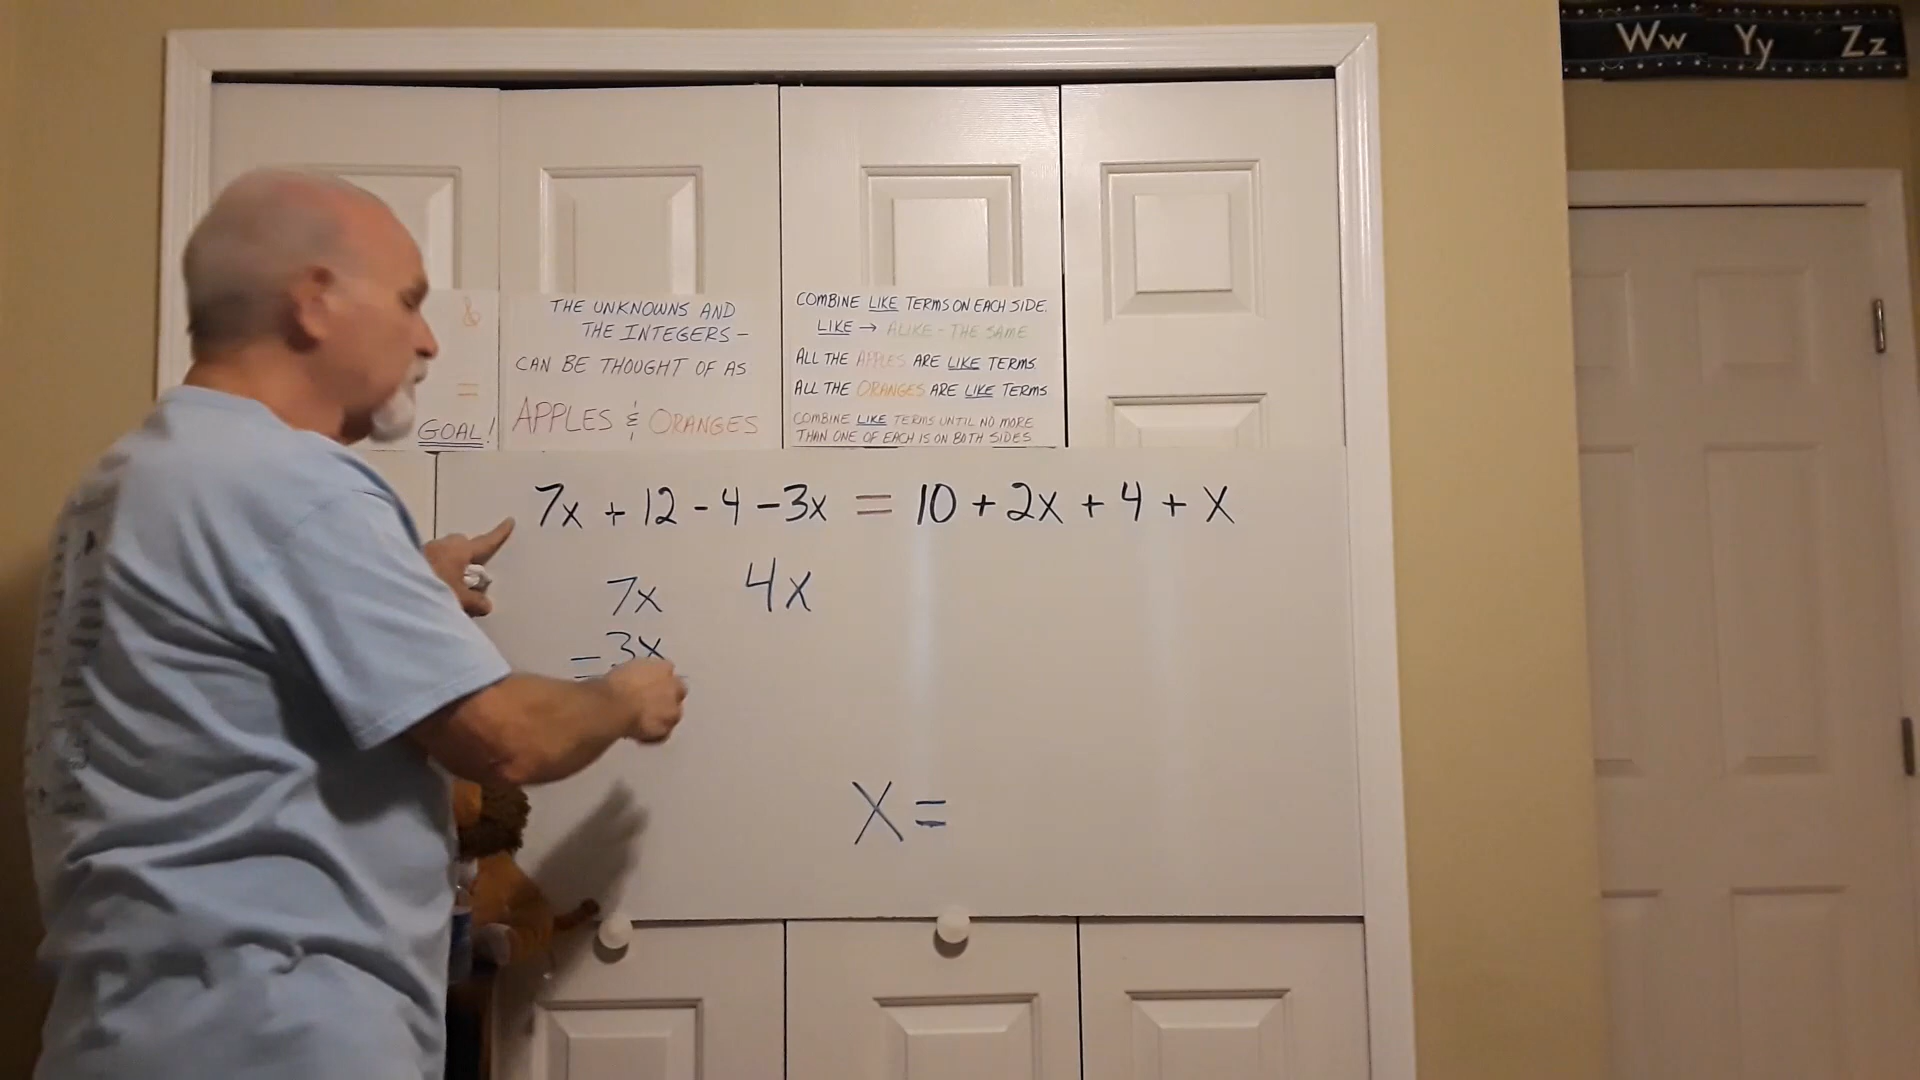 Ww Yy Zz
&
=
GOAL!
THE UNKNOWNS AND
THE INTEGERS –
CAN BE THOUGHT OF AS
APPLES & ORANGES
COMBINE LIKE TERMS ON EACH SIDE.
LIKE → ALIKE - THE SAME
ALL THE APPLES ARE LIKE TERMS
ALL THE ORANGES ARE LIKE TERMS
COMBINE LIKE TERMS UNTIL NO MORE
THAN ONE OF EACH IS ON BOTH SIDES
7x + 12 - 4 - 3x = 10 + 2x + 4 + x
7x 4x
- 3x
X =